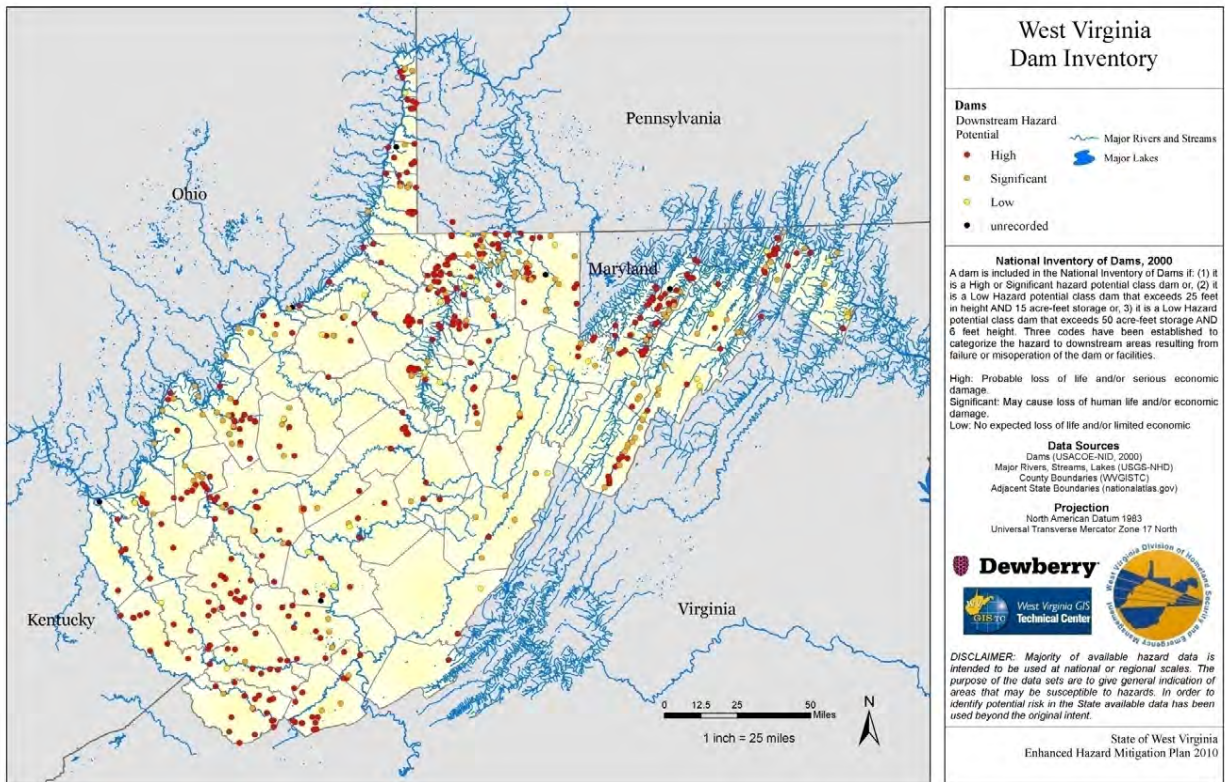 Pennsylvania
Ohio
Maryland
Kentucky
Virginia
N
0 12.5 25 50
Miles
1 inch = 25 miles
West Virginia
Dam Inventory
Dams
Downstream Hazard
Potential
High
Significant
Low
unrecorded
Major Rivers and Streams
Major Lakes
National Inventory of Dams, 2000
A dam is included in the National Inventory of Dams if: (1) it
is a High or Significant hazard potential class dam or, (2) it
is a Low Hazard potential class dam that exceeds 25 feet
in height AND 15 acre-feet storage or, 3) it is a Low Hazard
potential class dam that exceeds 50 acre-feet storage AND
6 feet height. Three codes have been established to
categorize the hazard to downstream areas resulting from
failure or misoperation of the dam or facilities.
High: Probable loss of life and/or serious economic
damage.
Significant: May cause loss of human life and/or economic
damage.
Low: No expected loss of life and/or limited economic
Data Sources
Dams (USACOE-NID, 2000)
Major Rivers, Streams, Lakes (USGS-NHD)
County Boundaries (WVGISTC)
Adjacent State Boundaries (nationalatlas.gov)
Projection
North American Datum 1983
Universal Transverse Mercator Zone 17 North
Dewberry
West Virginia GIS
Technical Center
WV
GIS TC
West Virginia Division of Homeland Security and Emergency Management
DISCLAIMER: Majority of available hazard data is
intended to be used at national or regional scales. The
purpose of the data sets are to give general indication of
areas that may be susceptible to hazards. In order to
identify potential risk in the State available data has been
used beyond the original intent.
State of West Virginia
Enhanced Hazard Mitigation Plan 2010